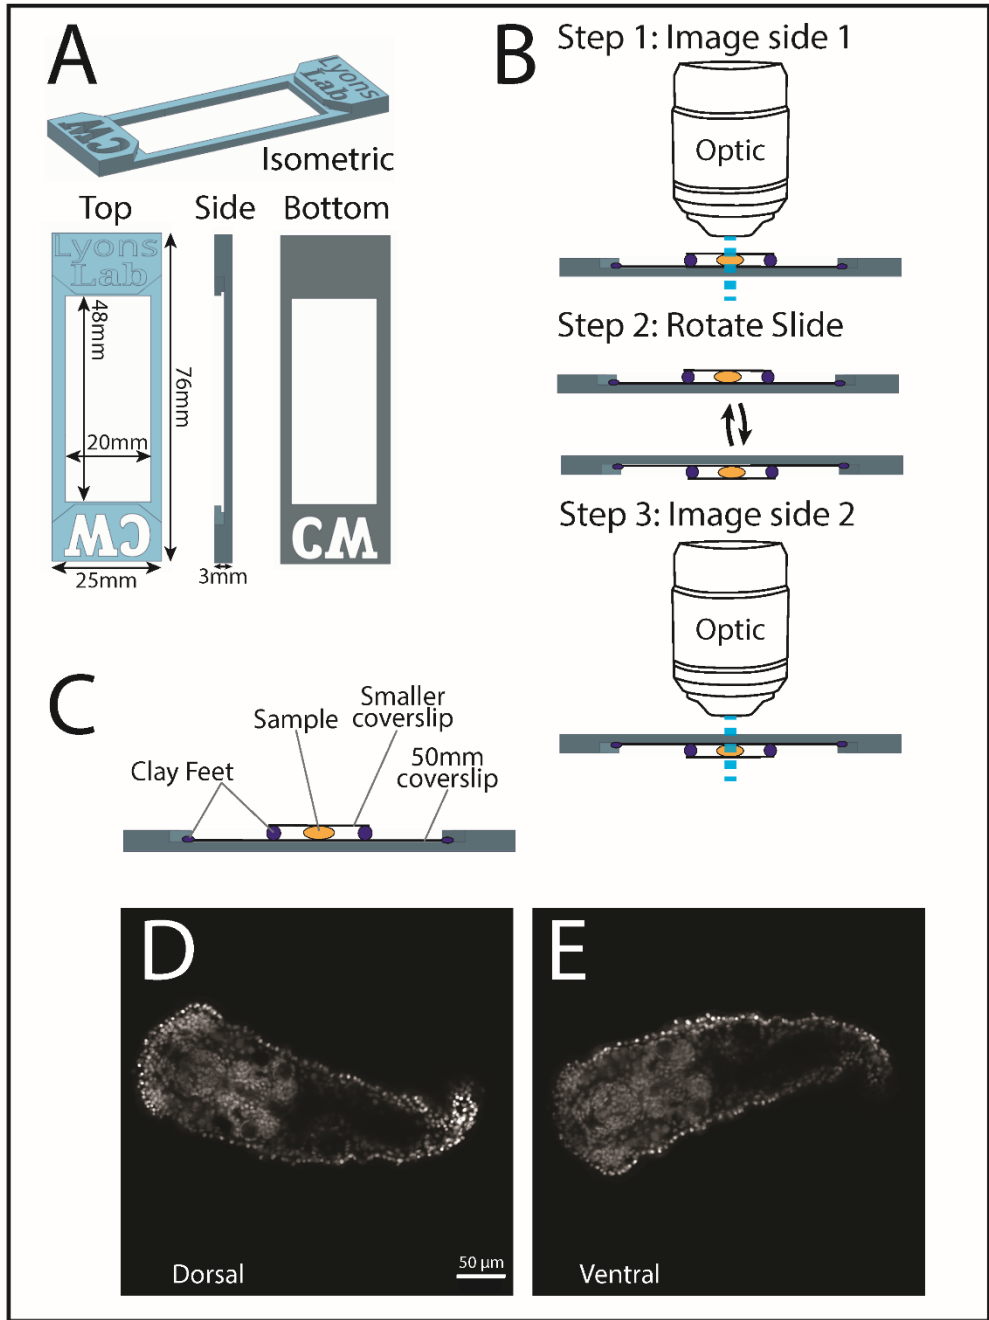 A
Lyons
Lab
CW
Isometric
Top
Side
Bottom
Lyons
Lab
48mm
76mm
20mm
CW
CW
25mm
3mm
B
Step 1: Image side 1
Optic
Step 2: Rotate Slide
Step 3: Image side 2
Optic
C
Smaller
coverslip
Sample
50mm
coverslip
Clay Feet
D
Dorsal
50 µm
E
Ventral